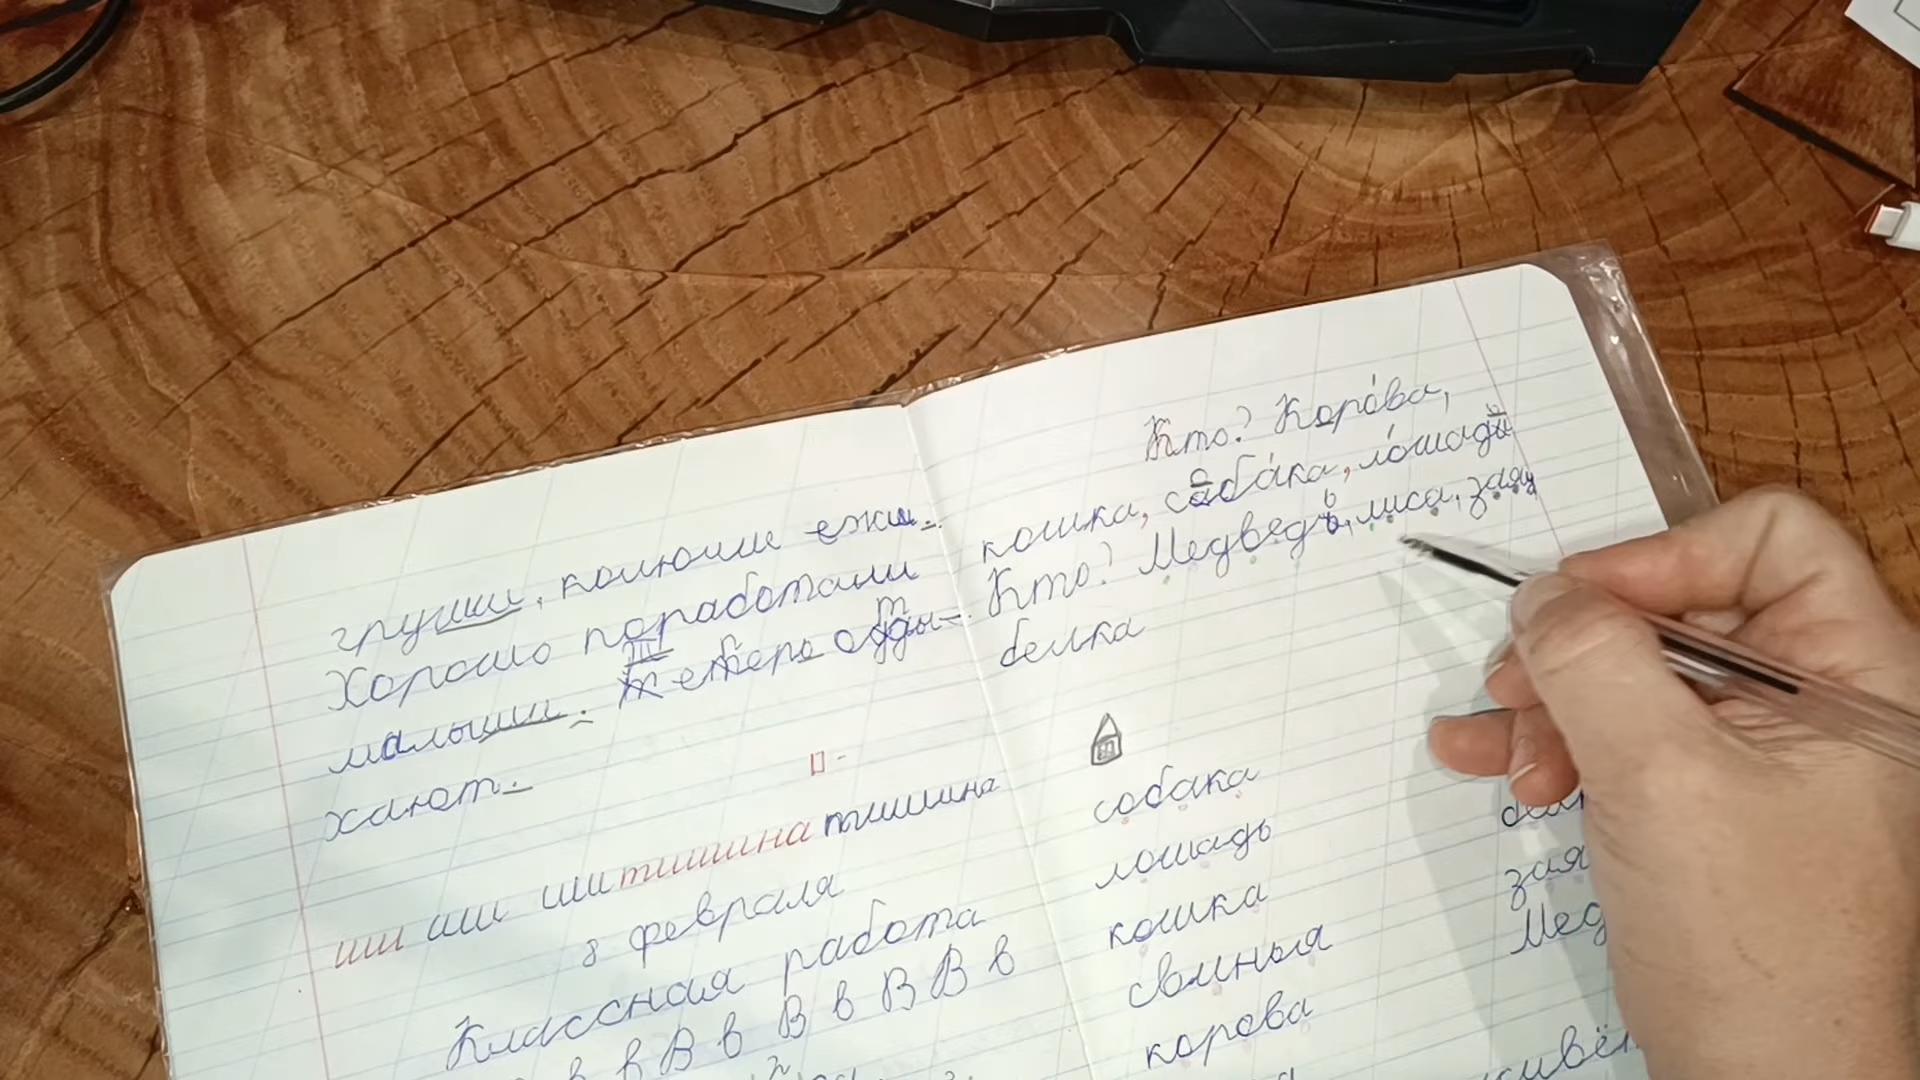 груши, колючие ежи.
Хорошо поработали
малыши. Теперь отды-
хают.
ши ши ши тишина тишина
8 февраля
Классная работа
в В в В в В В в
Кто? Корова,
кошка, собака, лошадь
Кто? Медведь, лиса, заяц
белка
собака
лошадь
кошка
свинья
корова